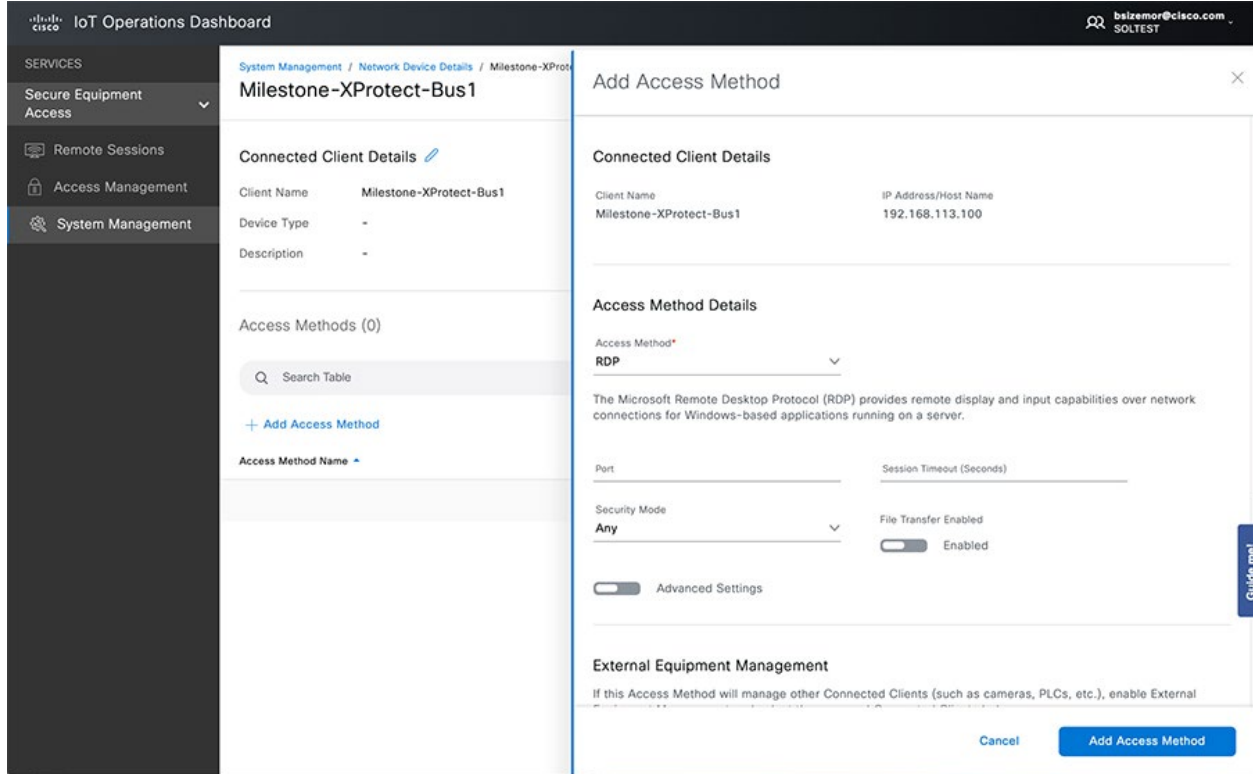 cisco IoT Operations Dashboard
bsizemor@cisco.com
SOLTEST
SERVICES
Secure Equipment
Access
Remote Sessions
Access Management
System Management
System Management / Network Device Details / Milestone-XProte
Milestone-XProtect-Bus1
Connected Client Details
Client Name Milestone-XProtect-Bus1
Device Type -
Description -
Access Methods (0)
Search Table
+ Add Access Method
Access Method Name
Add Access Method
Connected Client Details
Client Name IP Address/Host Name
Milestone-XProtect-Bus1 192.168.113.100
Access Method Details
Access Method*
RDP
The Microsoft Remote Desktop Protocol (RDP) provides remote display and input capabilities over network
connections for Windows-based applications running on a server.
Port Session Timeout (Seconds)
Security Mode
Any
File Transfer Enabled
Enabled
Advanced Settings
External Equipment Management
If this Access Method will manage other Connected Clients (such as cameras, PLCs, etc.), enable External
Cancel Add Access Method
Guide me!